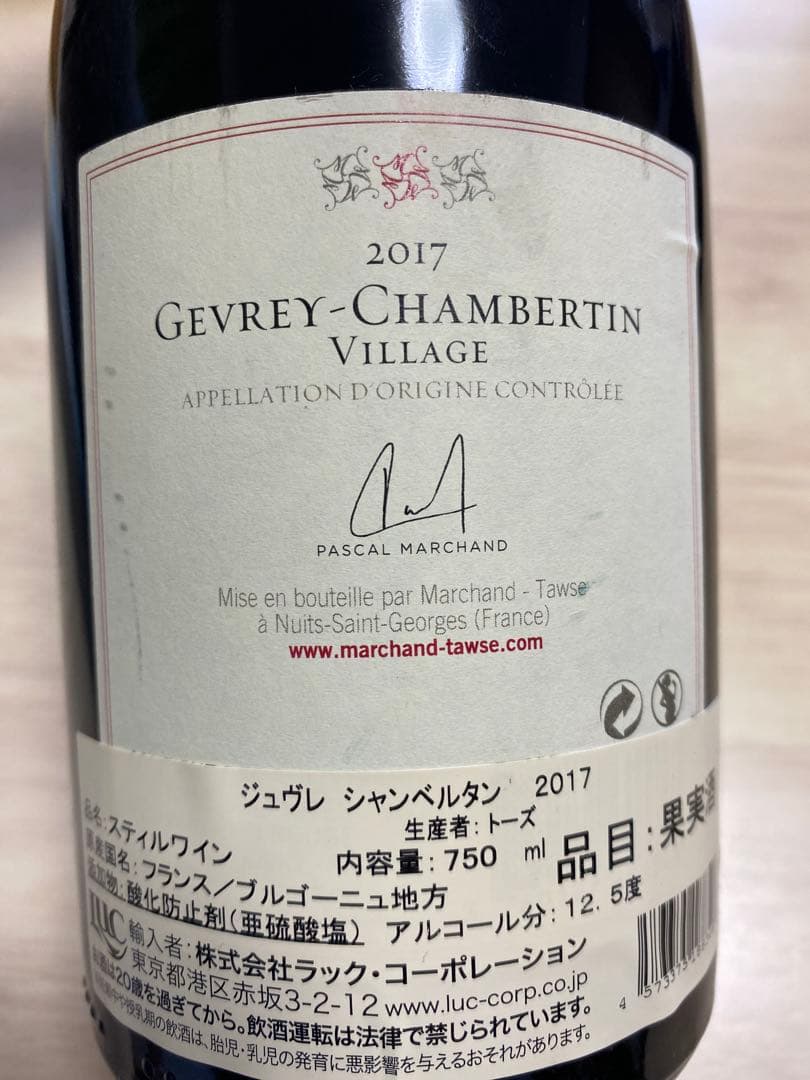 2017
GEVREY-CHAMBERTIN
VILLAGE
APPELLATION D'ORIGINE CONTRÔLÉE
PASCAL MARCHAND
Mise en bouteille par Marchand - Tawse
à Nuits-Saint-Georges (France)
www.marchand-tawse.com
ジュヴレ シャンベルタン 2017
品名:スティルワイン 生産者:トーズ
原産国名:フランス/ブルゴーニュ地方 内容量:750 ml 品目:果実酒
添加物:酸化防止剤(亜硫酸塩) アルコール分:12.5度
LUC
輸入者:株式会社ラック・コーポレーション
東京都港区赤坂3-2-12 www.luc-corp.co.jp
お酒は20歳を過ぎてから。飲酒運転は法律で禁じられています。
や授乳期の飲酒は、胎児・乳児の発育に悪影響を与えるおそれがあります。